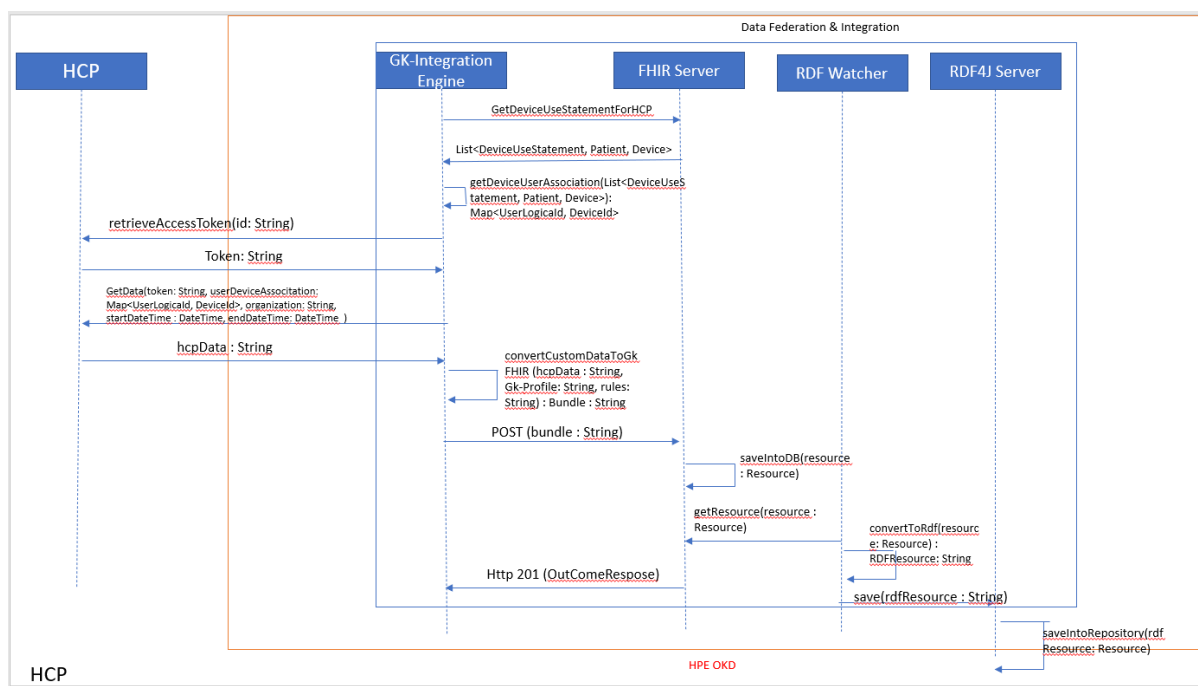 Data Federation & Integration
HCP
GK-Integration
Engine
FHIR Server
RDF Watcher
RDF4J Server
GetDeviceUseStatementForHCP
List<DeviceUseStatement, Patient, Device>
getDeviceUserAssociation(List<DeviceUseS
tatement, Patient, Device>):
Map<UserLogicaId, DeviceId>
retrieveAccessToken(id: String)
Token: String
GetData(token: String, userDeviceAssocitation:
Map<UserLogicaId, DeviceId>, organization: String,
startDateTime : DateTime, endDateTime: DateTime )
hcpData : String
convertCustomDataToGk
FHIR (hcpData : String,
Gk-Profile: String, rules:
String) : Bundle : String
POST (bundle : String)
saveIntoDB(resource
: Resource)
getResource(resource :
Resource)
convertToRdf(resourc
e: Resource) :
RDFResource: String
Http 201 (OutComeRespose)
save(rdfResource : String)
saveIntoRepository(rdf
Resource: Resource)
HPE OKD
HCP